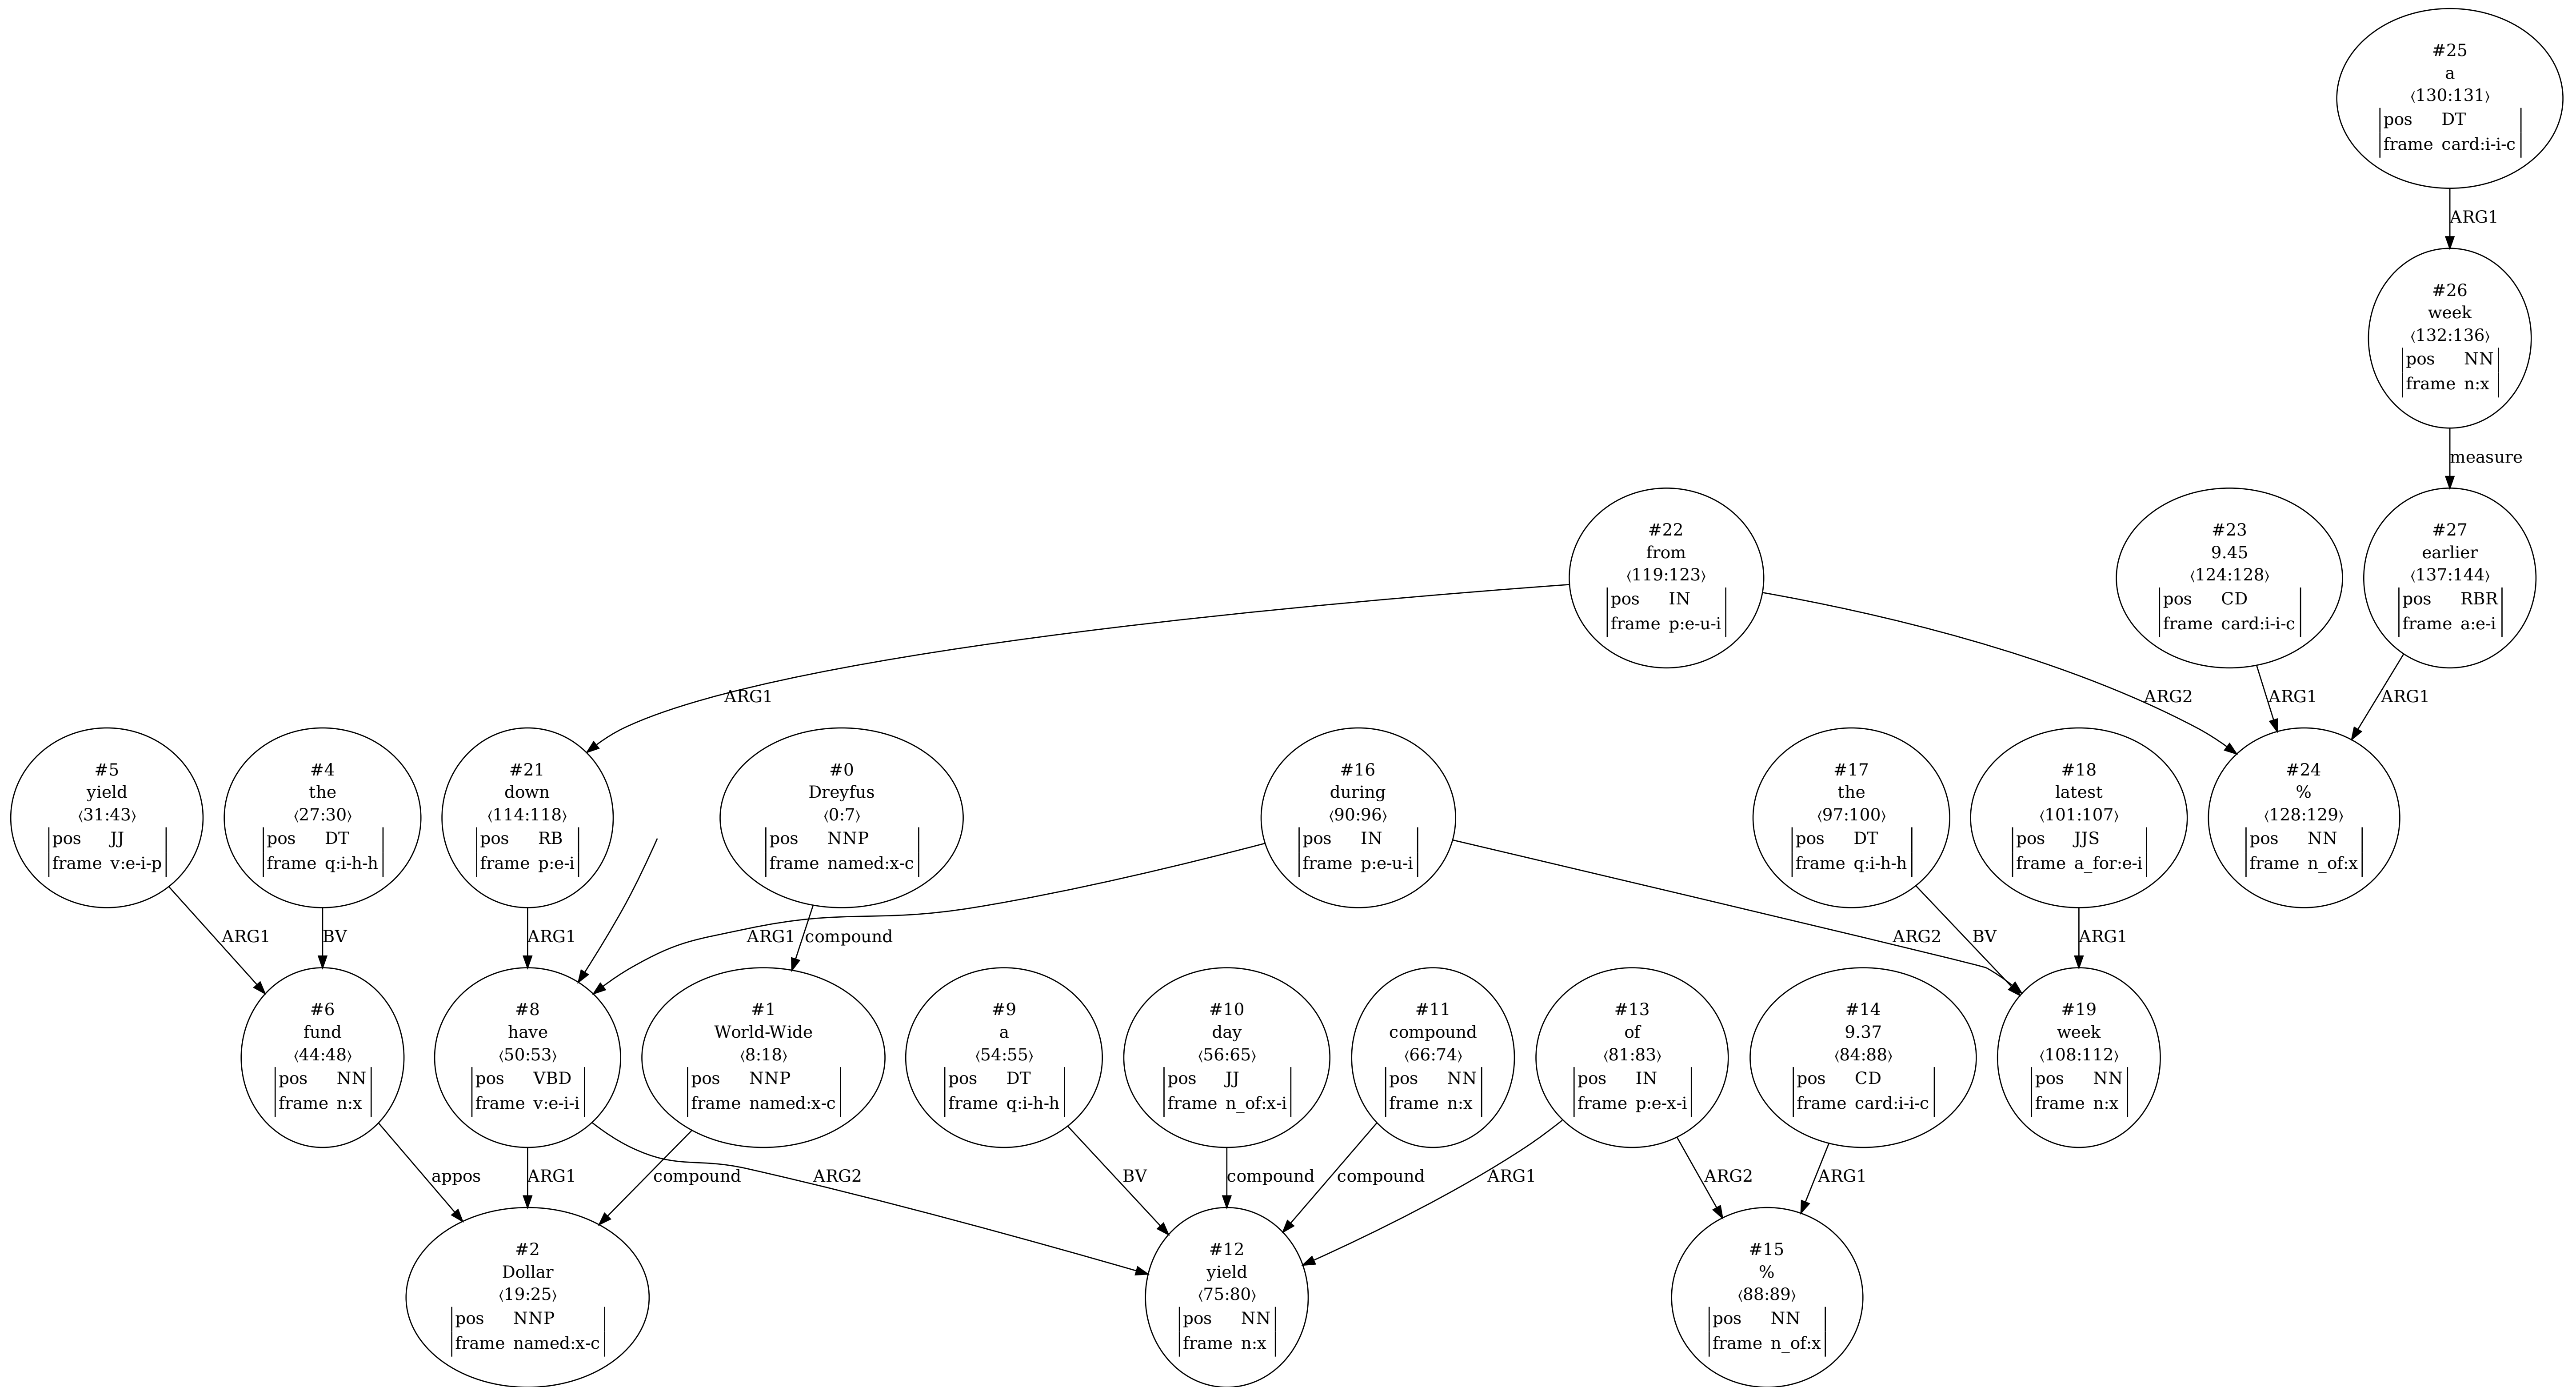 #25
a
⟨130:131⟩
pos DT
frame card:i-i-c
ARG1
#26
week
⟨132:136⟩
pos NN
frame n:x
measure
#22
from
⟨119:123⟩
pos IN
frame p:e-u-i
#23
9.45
⟨124:128⟩
pos CD
frame card:i-i-c
#27
earlier
⟨137:144⟩
pos RBR
frame a:e-i
ARG1
ARG2
ARG1
ARG1
#5
yield
⟨31:43⟩
pos JJ
frame v:e-i-p
#4
the
⟨27:30⟩
pos DT
frame q:i-h-h
#21
down
⟨114:118⟩
pos RB
frame p:e-i
#0
Dreyfus
⟨0:7⟩
pos NNP
frame named:x-c
#16
during
⟨90:96⟩
pos IN
frame p:e-u-i
#17
the
⟨97:100⟩
pos DT
frame q:i-h-h
#18
latest
⟨101:107⟩
pos JJS
frame a_for:e-i
#24
%
⟨128:129⟩
pos NN
frame n_of:x
ARG1
BV
ARG1
ARG1
compound
ARG2
BV
ARG1
#6
fund
⟨44:48⟩
pos NN
frame n:x
#8
have
⟨50:53⟩
pos VBD
frame v:e-i-i
#1
World-Wide
⟨8:18⟩
pos NNP
frame named:x-c
#9
a
⟨54:55⟩
pos DT
frame q:i-h-h
#10
day
⟨56:65⟩
pos JJ
frame n_of:x-i
#11
compound
⟨66:74⟩
pos NN
frame n:x
#13
of
⟨81:83⟩
pos IN
frame p:e-x-i
#14
9.37
⟨84:88⟩
pos CD
frame card:i-i-c
#19
week
⟨108:112⟩
pos NN
frame n:x
appos
ARG1
compound
ARG2
BV
compound
compound
ARG1
ARG2
ARG1
#2
Dollar
⟨19:25⟩
pos NNP
frame named:x-c
#12
yield
⟨75:80⟩
pos NN
frame n:x
#15
%
⟨88:89⟩
pos NN
frame n_of:x